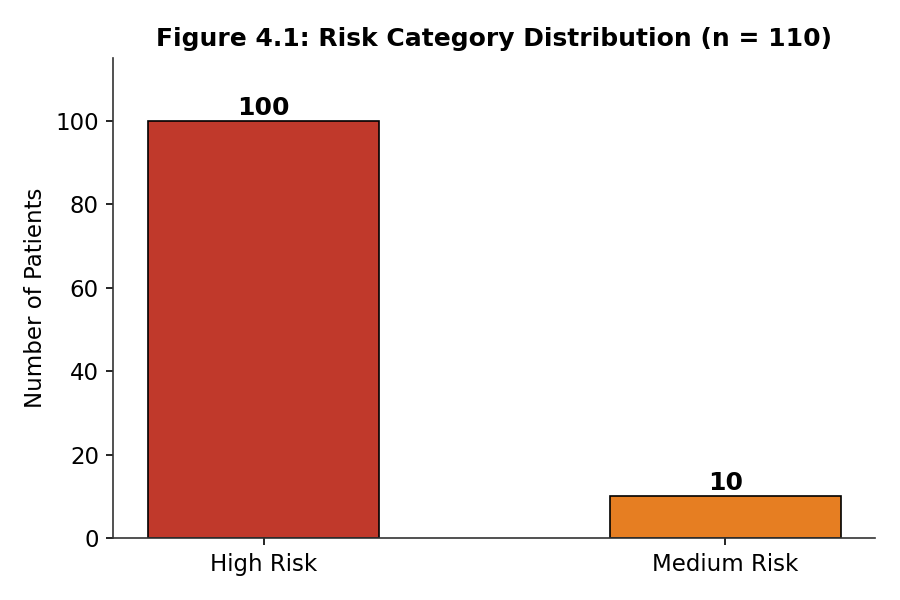 Figure 4.1: Risk Category Distribution (n = 110)
Number of Patients
100
80
60
40
20
0
100
10
High Risk
Medium Risk